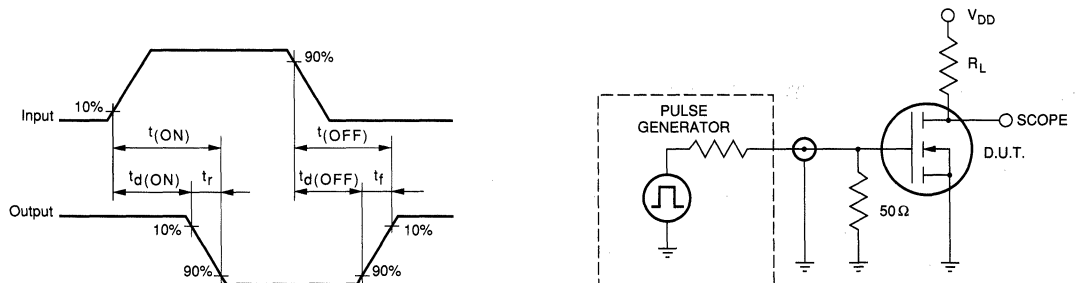 Input
10%
90%
t(ON)
t(OFF)
td(ON)
tr
td(OFF)
tf
Output
10%
90%
90%
10%
PULSE
GENERATOR
50Ω
VDD
RL
SCOPE
D.U.T.